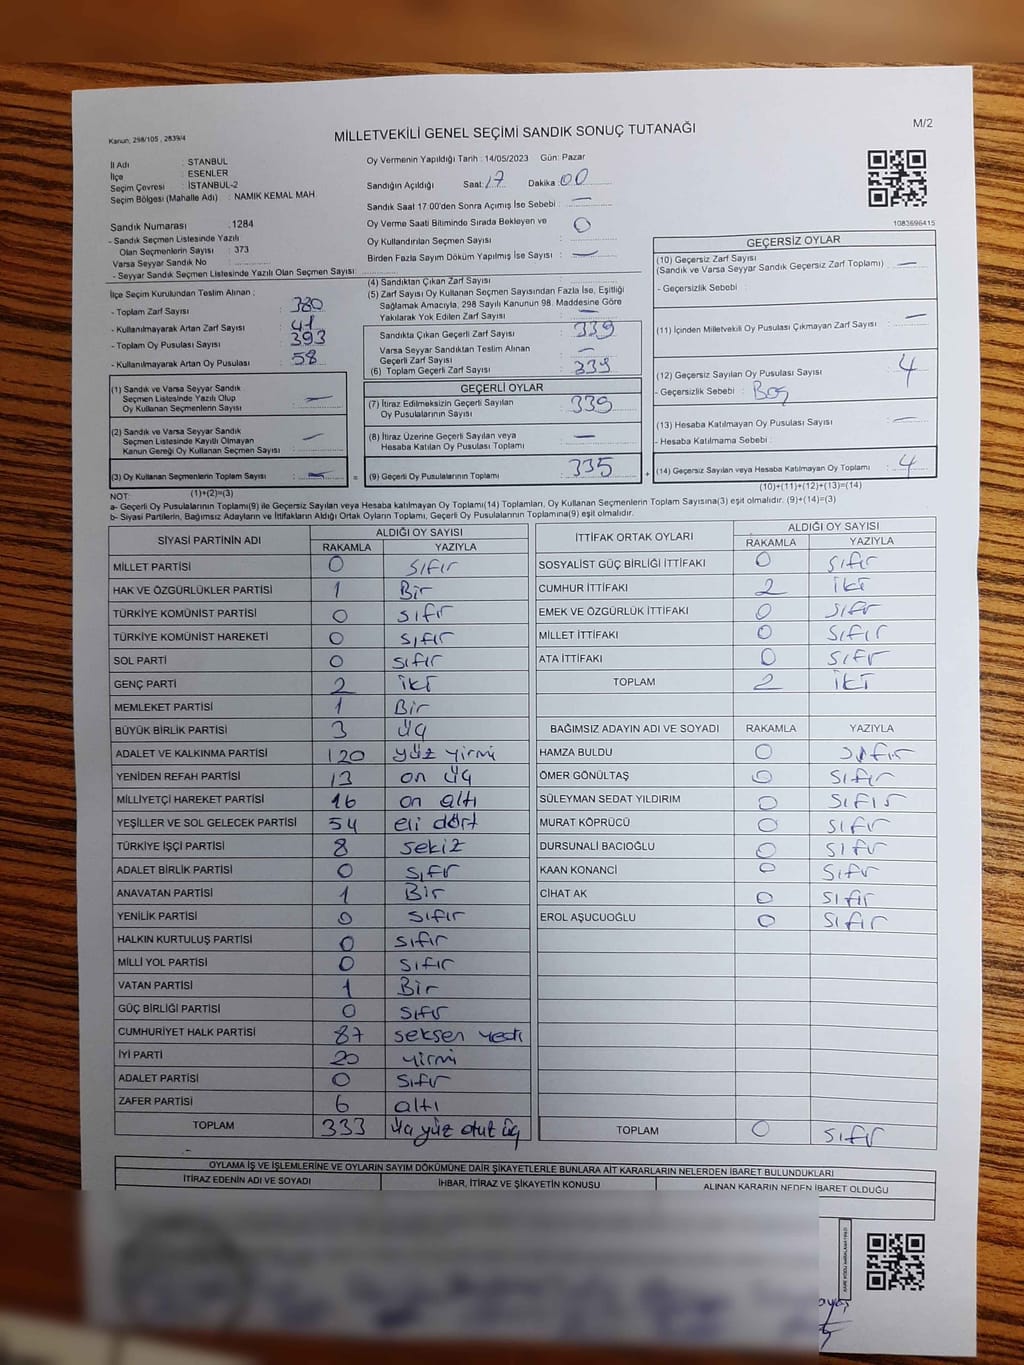 Kanun, 298/105 , 2839/4
MİLLETVEKİLİ GENEL SEÇİMİ SANDIK SONUÇ TUTANAĞI
M/2
İl Adı : STANBUL
İlçe : ESENLER
Seçim Çevresi : İSTANBUL-2
Seçim Bölgesi (Mahalle Adı) : NAMIK KEMAL MAH
Oy Vermenin Yapıldığı Tarih : 14/05/2023 Gün: Pazar
Sandığın Açıldığı Saat: 17 Dakika : 00
Sandık Saat 17.00'den Sonra Açımış İse Sebebi : —
Oy Verme Saati Bitiminde Sırada Bekleyen ve
Oy Kullandırılan Seçmen Sayısı : 0
Birden Fazla Sayım Döküm Yapılmış İse Sayısı : —
1083696415
Sandık Numarası : 1284
- Sandık Seçmen Listesinde Yazılı
Olan Seçmenlerin Sayısı : 373
Varsa Seyyar Sandık No :
- Seyyar Sandık Seçmen Listesinde Yazılı Olan Seçmen Sayısı:
İlçe Seçim Kurulundan Teslim Alınan :
- Toplam Zarf Sayısı : 380
- Kullanılmayarak Artan Zarf Sayısı : 41
- Toplam Oy Pusulası Sayısı : 393
- Kullanılmayarak Artan Oy Pusulası : 58
(1) Sandık ve Varsa Seyyar Sandık
Seçmen Listesinde Yazılı Olup
Oy Kullanan Seçmenlerin Sayısı : —
(2) Sandık ve Varsa Seyyar Sandık
Seçmen Listesinde Kayıtlı Olmayan
Kanun Gereği Oy Kullanan Seçmen Sayısı : —
(3) Oy Kullanan Seçmenlerin Toplam Sayısı : —
(1)+(2)=(3)
(4) Sandıktan Çıkan Zarf Sayısı :
(5) Zarf Sayısı Oy Kullanan Seçmen Sayısından Fazla İse, Eşitliği
Sağlamak Amacıyla, 298 Sayılı Kanunun 98. Maddesine Göre
Yakılarak Yok Edilen Zarf Sayısı : —
Sandıkta Çıkan Geçerli Zarf Sayısı : 339
Varsa Seyyar Sandıktan Teslim Alınan
Geçerli Zarf Sayısı : —
(6) Toplam Geçerli Zarf Sayısı : 339
GEÇERLİ OYLAR
(7) İtiraz Edilmeksizin Geçerli Sayılan
Oy Pusulalarının Sayısı : 339
(8) İtiraz Üzerine Geçerli Sayılan veya
Hesaba Katılan Oy Pusulası Toplamı : —
= (9) Geçerli Oy Pusulalarının Toplamı : 335 +
GEÇERSİZ OYLAR
(10) Geçersiz Zarf Sayısı
(Sandık ve Varsa Seyyar Sandık Geçersiz Zarf Toplamı) : —
- Geçersizlik Sebebi :
(11) İçinden Milletvekili Oy Pusulası Çıkmayan Zarf Sayısı : —
(12) Geçersiz Sayılan Oy Pusulası Sayısı : 4
- Geçersizlik Sebebi : Boş
(13) Hesaba Katılmayan Oy Pusulası Sayısı : —
- Hesaba Katılmama Sebebi :
(14) Geçersiz Sayılan veya Hesaba Katılmayan Oy Toplamı : 4
(10)+(11)+(12)+(13)=(14)
NOT:
a- Geçerli Oy Pusulalarının Toplamı(9) ile Geçersiz Sayılan veya Hesaba katılmayan Oy Toplamı(14) Toplamları, Oy Kullanan Seçmenlerin Toplam Sayısına(3) eşit olmalıdır. (9)+(14)=(3)
b- Siyasi Partilerin, Bağımsız Adayların ve İttifakların Aldığı Ortak Oyların Toplamı, Geçerli Oy Pusulalarının Toplamına(9) eşit olmalıdır.
SİYASİ PARTİNİN ADI ALDIĞI OY SAYISI
RAKAMLA YAZIYLA
MİLLET PARTİSİ 0 sıfır
HAK VE ÖZGÜRLÜKLER PARTİSİ 1 Bir
TÜRKİYE KOMÜNİST PARTİSİ 0 sıfır
TÜRKİYE KOMÜNİST HAREKETİ 0 sıfır
SOL PARTİ 0 sıfır
GENÇ PARTİ 2 iki
MEMLEKET PARTİSİ 1 Bir
BÜYÜK BİRLİK PARTİSİ 3 üç
ADALET VE KALKINMA PARTİSİ 120 yüz yirmi
YENİDEN REFAH PARTİSİ 13 on üç
MİLLİYETÇİ HAREKET PARTİSİ 16 on altı
YEŞİLLER VE SOL GELECEK PARTİSİ 54 eli dört
TÜRKİYE İŞÇİ PARTİSİ 8 sekiz
ADALET BİRLİK PARTİSİ 0 sıfır
ANAVATAN PARTİSİ 1 Bir
YENİLİK PARTİSİ 0 sıfır
HALKIN KURTULUŞ PARTİSİ 0 sıfır
MİLLİ YOL PARTİSİ 0 sıfır
VATAN PARTİSİ 1 Bir
GÜÇ BİRLİĞİ PARTİSİ 0 sıfır
CUMHURİYET HALK PARTİSİ 87 seksen yedi
İYİ PARTİ 20 yirmi
ADALET PARTİSİ 0 sıfır
ZAFER PARTİSİ 6 altı
TOPLAM 333 üç yüz otuz üç
İTTİFAK ORTAK OYLARI ALDIĞI OY SAYISI
RAKAMLA YAZIYLA
SOSYALİST GÜÇ BİRLİĞİ İTTİFAKI 0 sıfır
CUMHUR İTTİFAKI 2 iki
EMEK VE ÖZGÜRLÜK İTTİFAKI 0 sıfır
MİLLET İTTİFAKI 0 sıfır
ATA İTTİFAKI 0 sıfır
TOPLAM 2 iki
BAĞIMSIZ ADAYIN ADI VE SOYADI RAKAMLA YAZIYLA
HAMZA BULDU 0 sıfır
ÖMER GÖNÜLTAŞ 0 sıfır
SÜLEYMAN SEDAT YILDIRIM 0 sıfır
MURAT KÖPRÜCÜ 0 sıfır
DURSUNALİ BACIOĞLU 0 sıfır
KAAN KONANCİ 0 sıfır
CİHAT AK 0 sıfır
EROL AŞUCUOĞLU 0 sıfır
TOPLAM 0 sıfır
OYLAMA İŞ VE İŞLEMLERİNE VE OYLARIN SAYIM DÖKÜMÜNE DAİR ŞİKAYETLERLE BUNLARA AİT KARARLARIN NELERDEN İBARET BULUNDUKLARI
İTİRAZ EDENİN ADI VE SOYADI İHBAR, İTİRAZ VE ŞİKAYETİN KONUSU ALINAN KARARIN NEDEN İBARET OLDUĞU